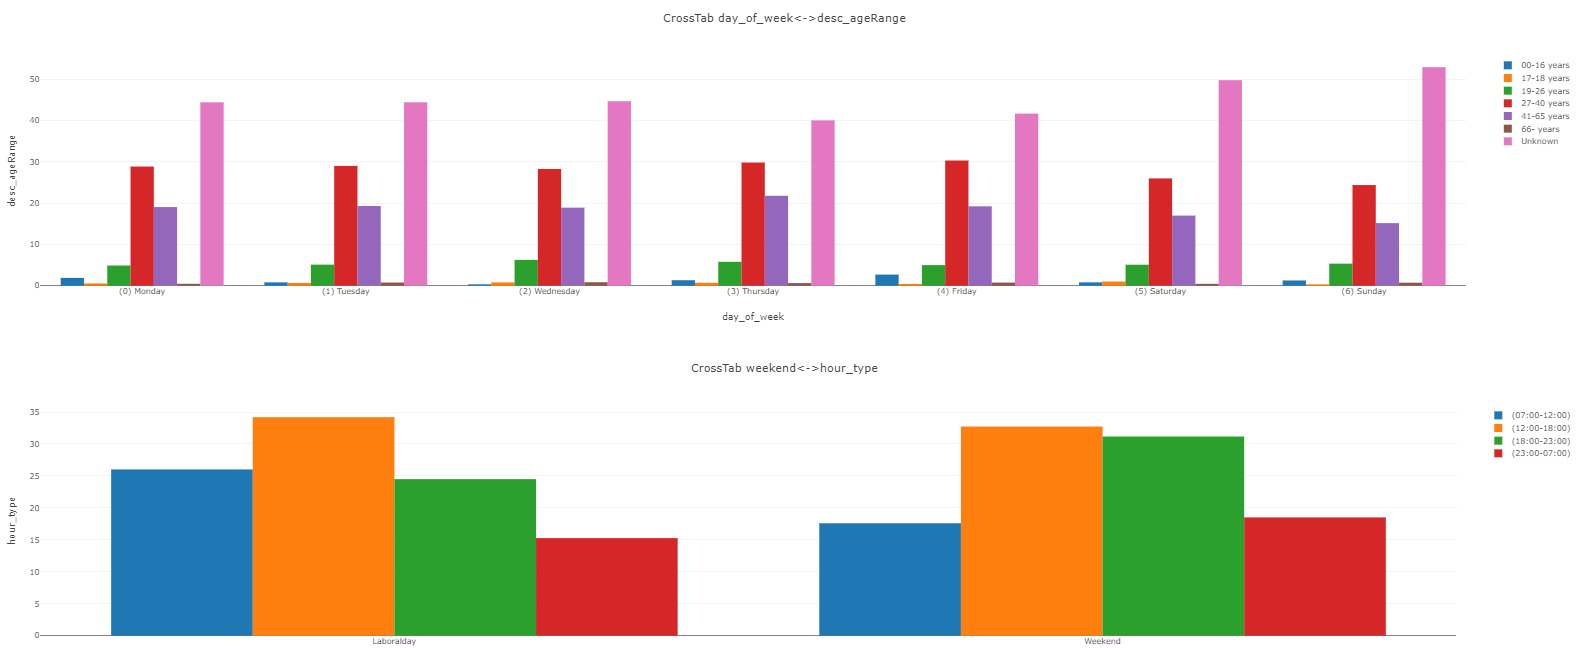 CrossTab day_of_week<->desc_ageRange
50
40
30
20
10
0
desc_ageRange
(0) Monday
(1) Tuesday
(2) Wednesday
(3) Thursday
(4) Friday
(5) Saturday
(6) Sunday
day_of_week
00-16 years
17-18 years
19-26 years
27-40 years
41-65 years
66- years
Unknown
CrossTab weekend<->hour_type
35
30
25
20
15
10
5
0
hour_type
Laboralday
Weekend
(07:00-12:00)
(12:00-18:00)
(18:00-23:00)
(23:00-07:00)